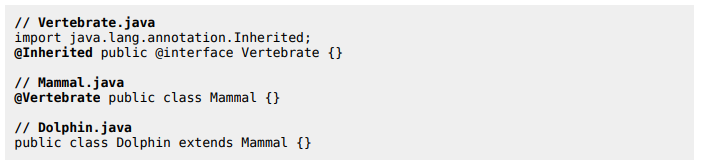 // Vertebrate.java
import java.lang.annotation.Inherited;
@Inherited public @interface Vertebrate {}
// Mammal.java
@Vertebrate public class Mammal {}
// Dolphin.java
public class Dolphin extends Mammal {}